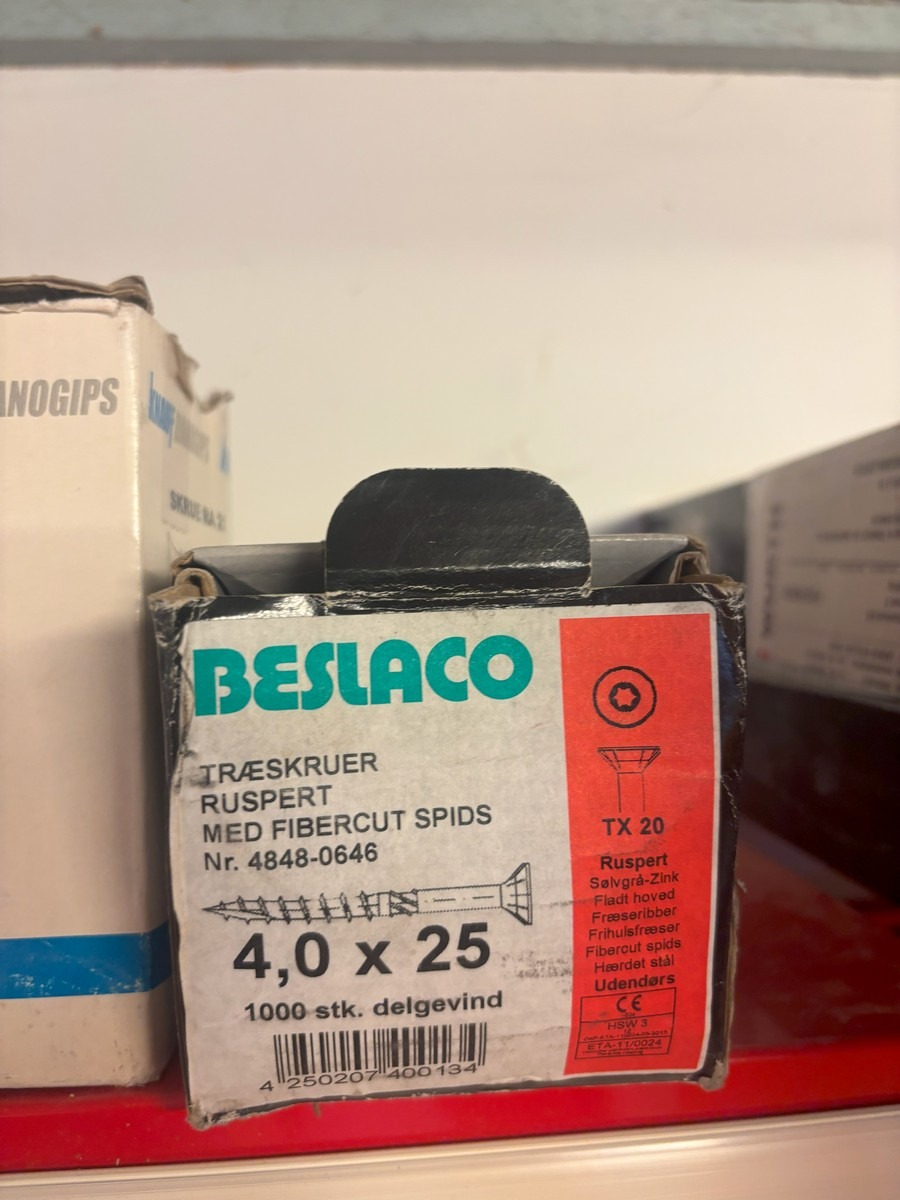 ANOGIPS
KNAUF
SKRUE
BESLACO
TRÆSKRUER
RUSPERT
MED FIBERCUT SPIDS
Nr. 4848-0646
4,0 x 25
1000 stk. delgevind
4 250207 400134
TX 20
Ruspert
Sølvgrå-Zink
Fladt hoved
Fræseribber
Frihulsfræser
Fibercut spids
Hærdet stål
Udendørs
CE
HSW 3
ETA-11/0024